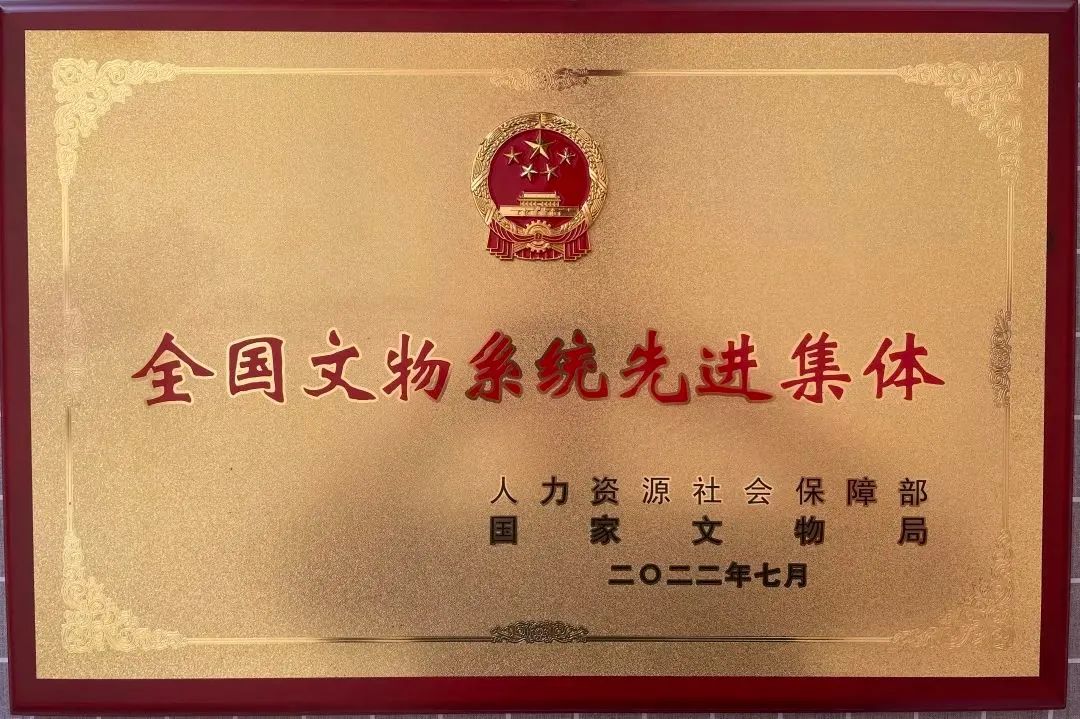 全国文物系统先进集体
人力资源社会保障部
国家文物局
二〇二二年七月